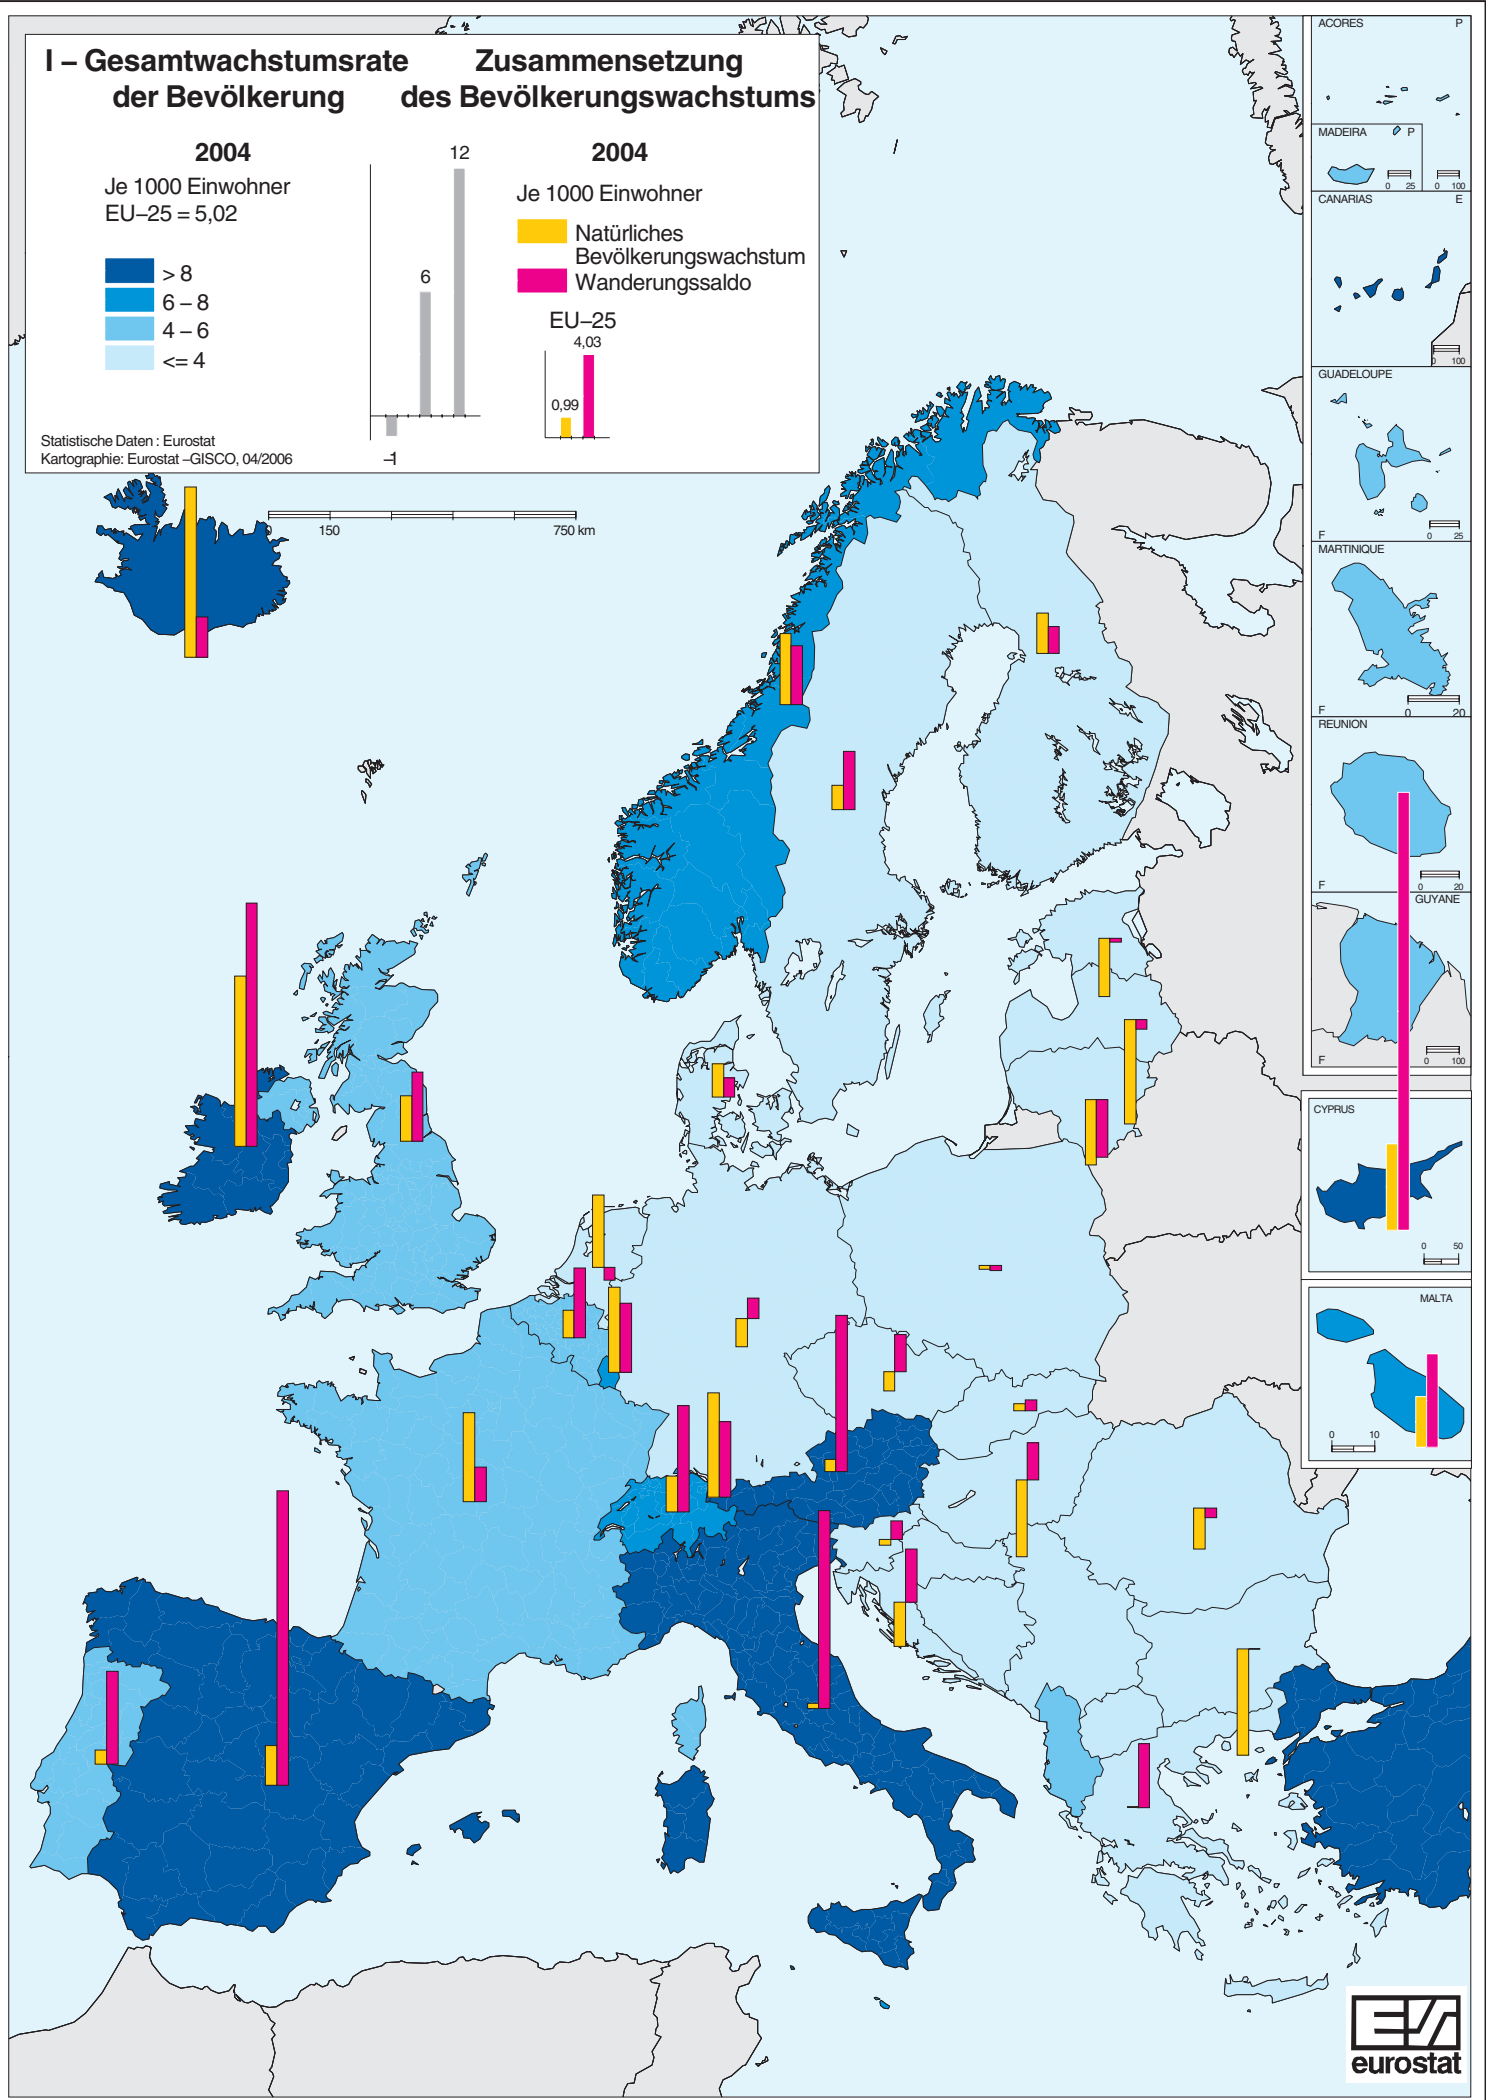 I – Gesamtwachstumsrate
der Bevölkerung
2004
Je 1000 Einwohner
EU–25 = 5,02
> 8
6 – 8
4 – 6
<= 4
Statistische Daten : Eurostat
Kartographie: Eurostat –GISCO, 04/2006
12
6
–1
Zusammensetzung
des Bevölkerungswachstums
2004
Je 1000 Einwohner
Natürliches
Bevölkerungswachstum
Wanderungssaldo
EU–25
4,03
0,99
0 150 750 km
ACORES P
MADEIRA P
0 25 0 100
CANARIAS E
0 100
GUADELOUPE
F 0 25
MARTINIQUE
F 0 20
REUNION
F 0 20
GUYANE
F 0 100
CYPRUS
0 50
MALTA
0 10
eurostat